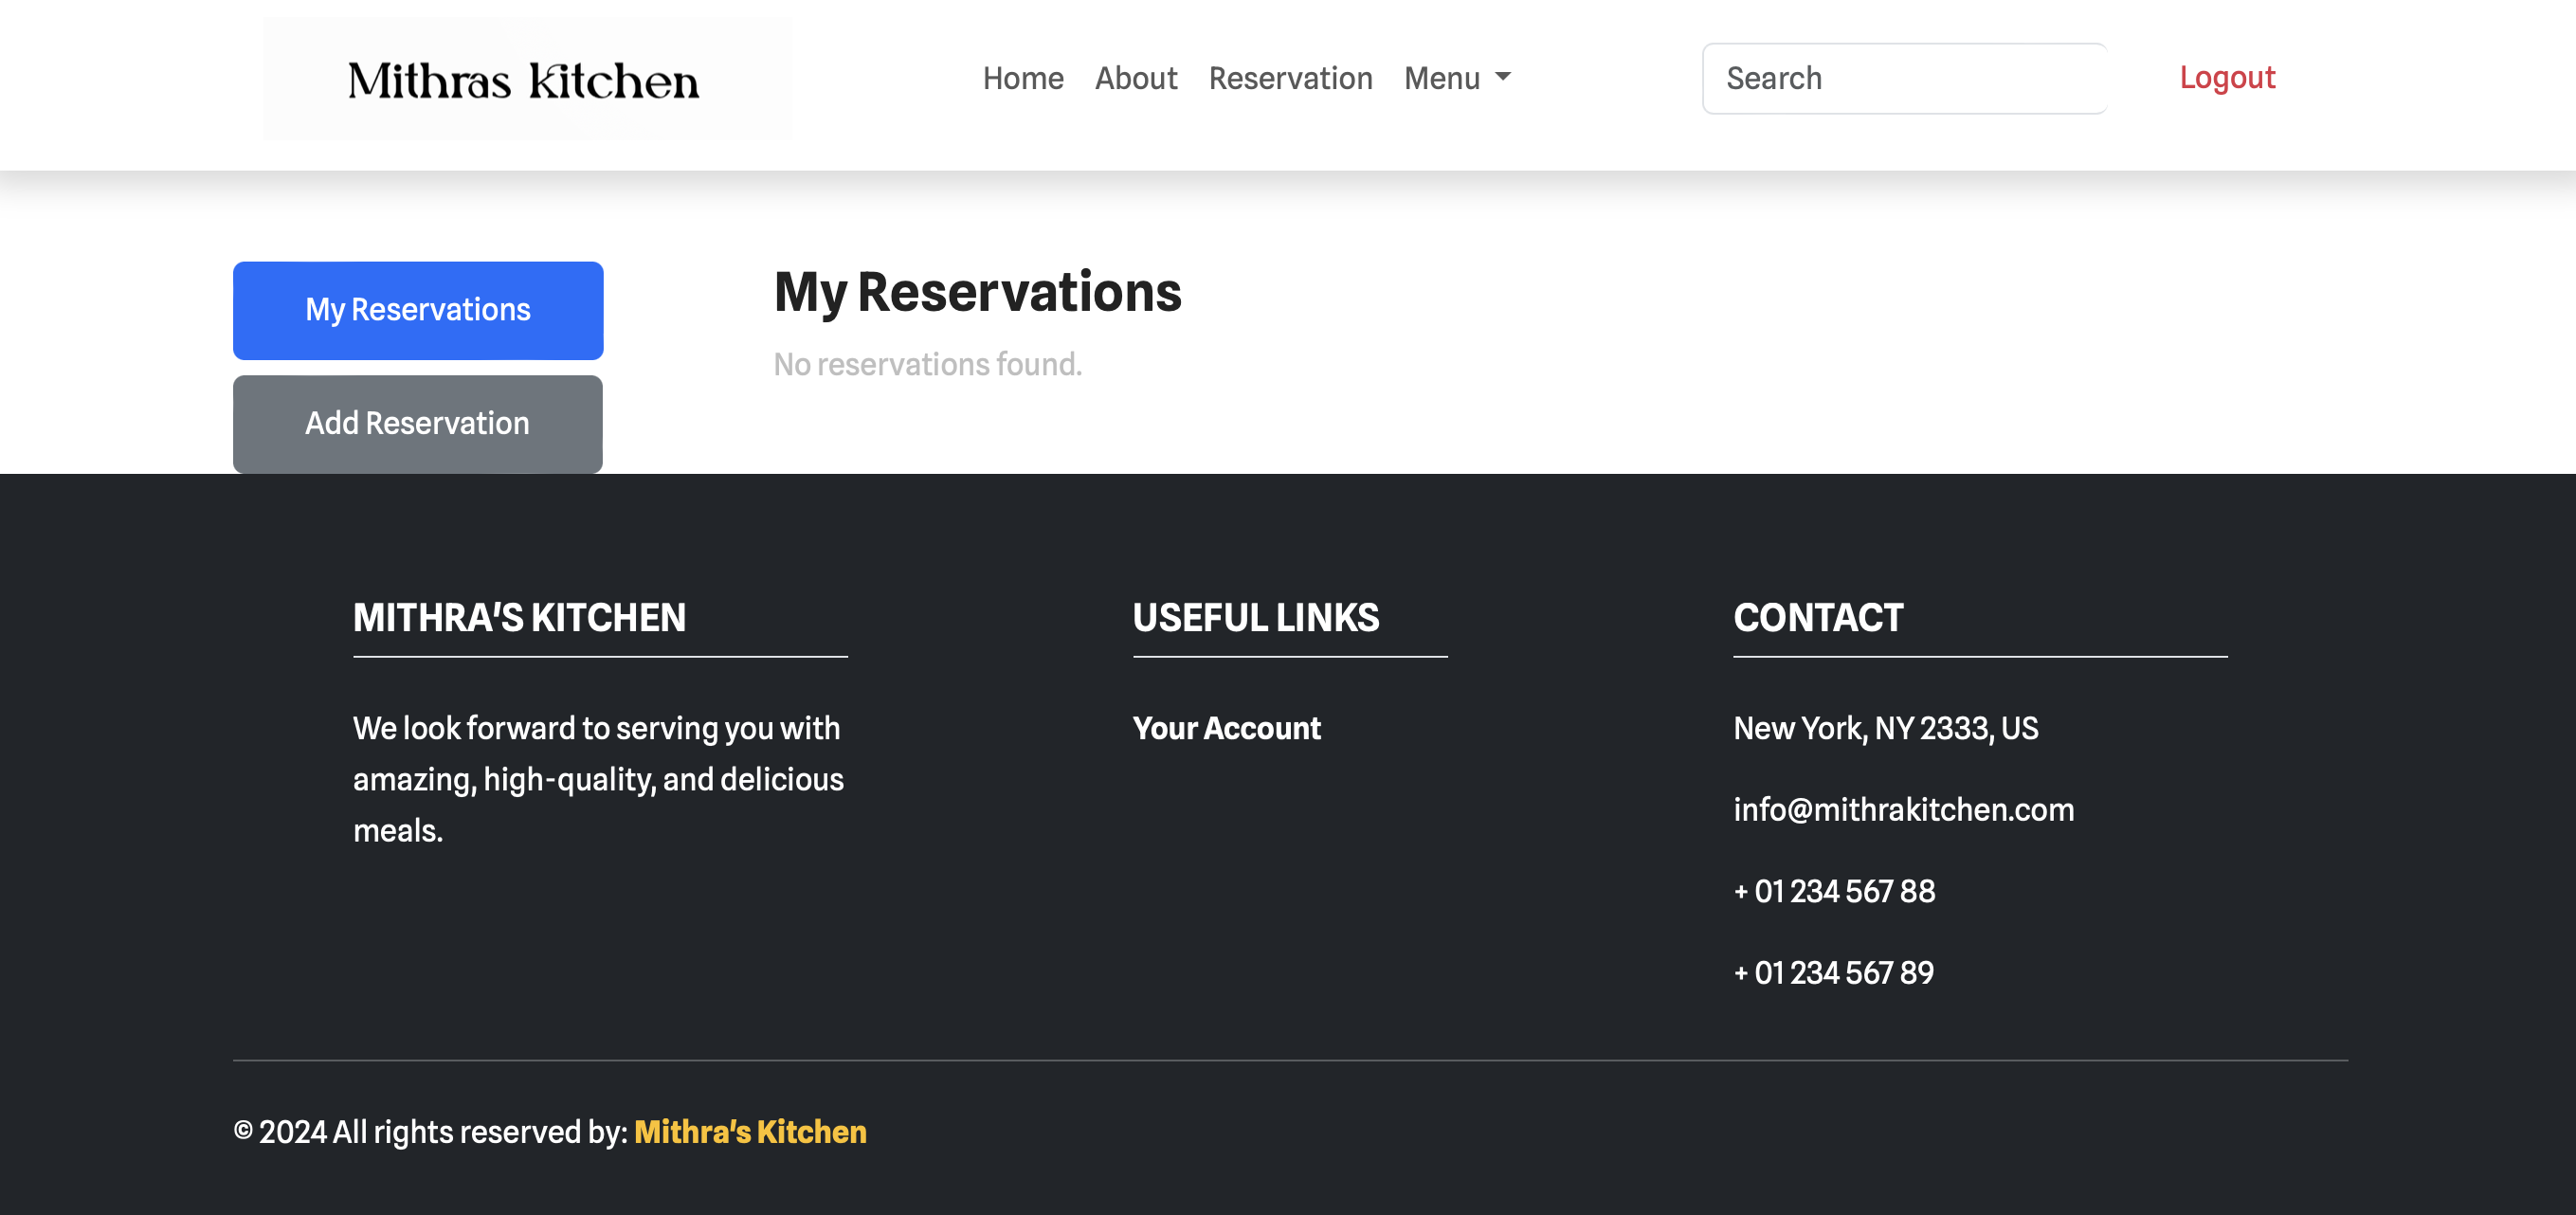 Mithras kitchen
Home About Reservation Menu
Search
Logout
My Reservations
Add Reservation
My Reservations
No reservations found.
MITHRA'S KITCHEN
We look forward to serving you with
amazing, high-quality, and delicious
meals.
USEFUL LINKS
Your Account
CONTACT
New York, NY 2333, US
info@mithrakitchen.com
+ 01 234 567 88
+ 01 234 567 89
© 2024 All rights reserved by: Mithra's Kitchen